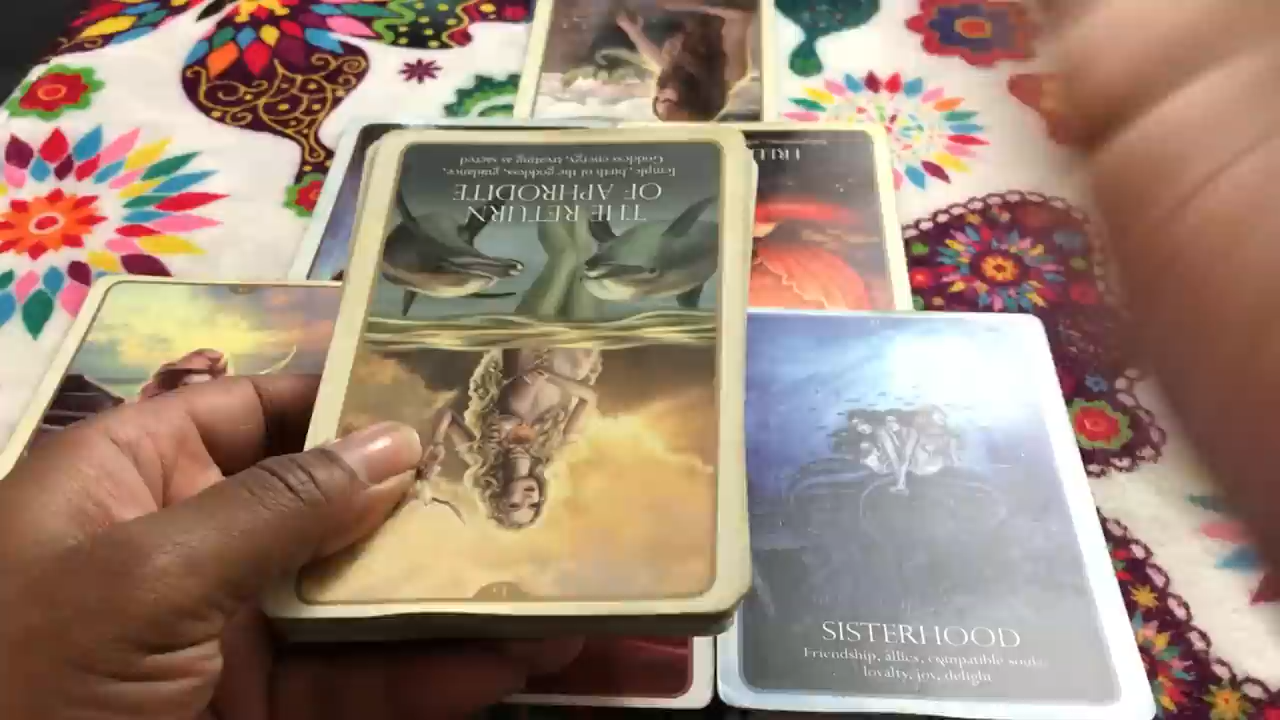 THE RETURN
OF APHRODITE
Temple, birth of the goddess, guidance,
Goddess energy, treating as sacred
SISTERHOOD
Friendship, allies, compatible souls
loyalty, joy, delight